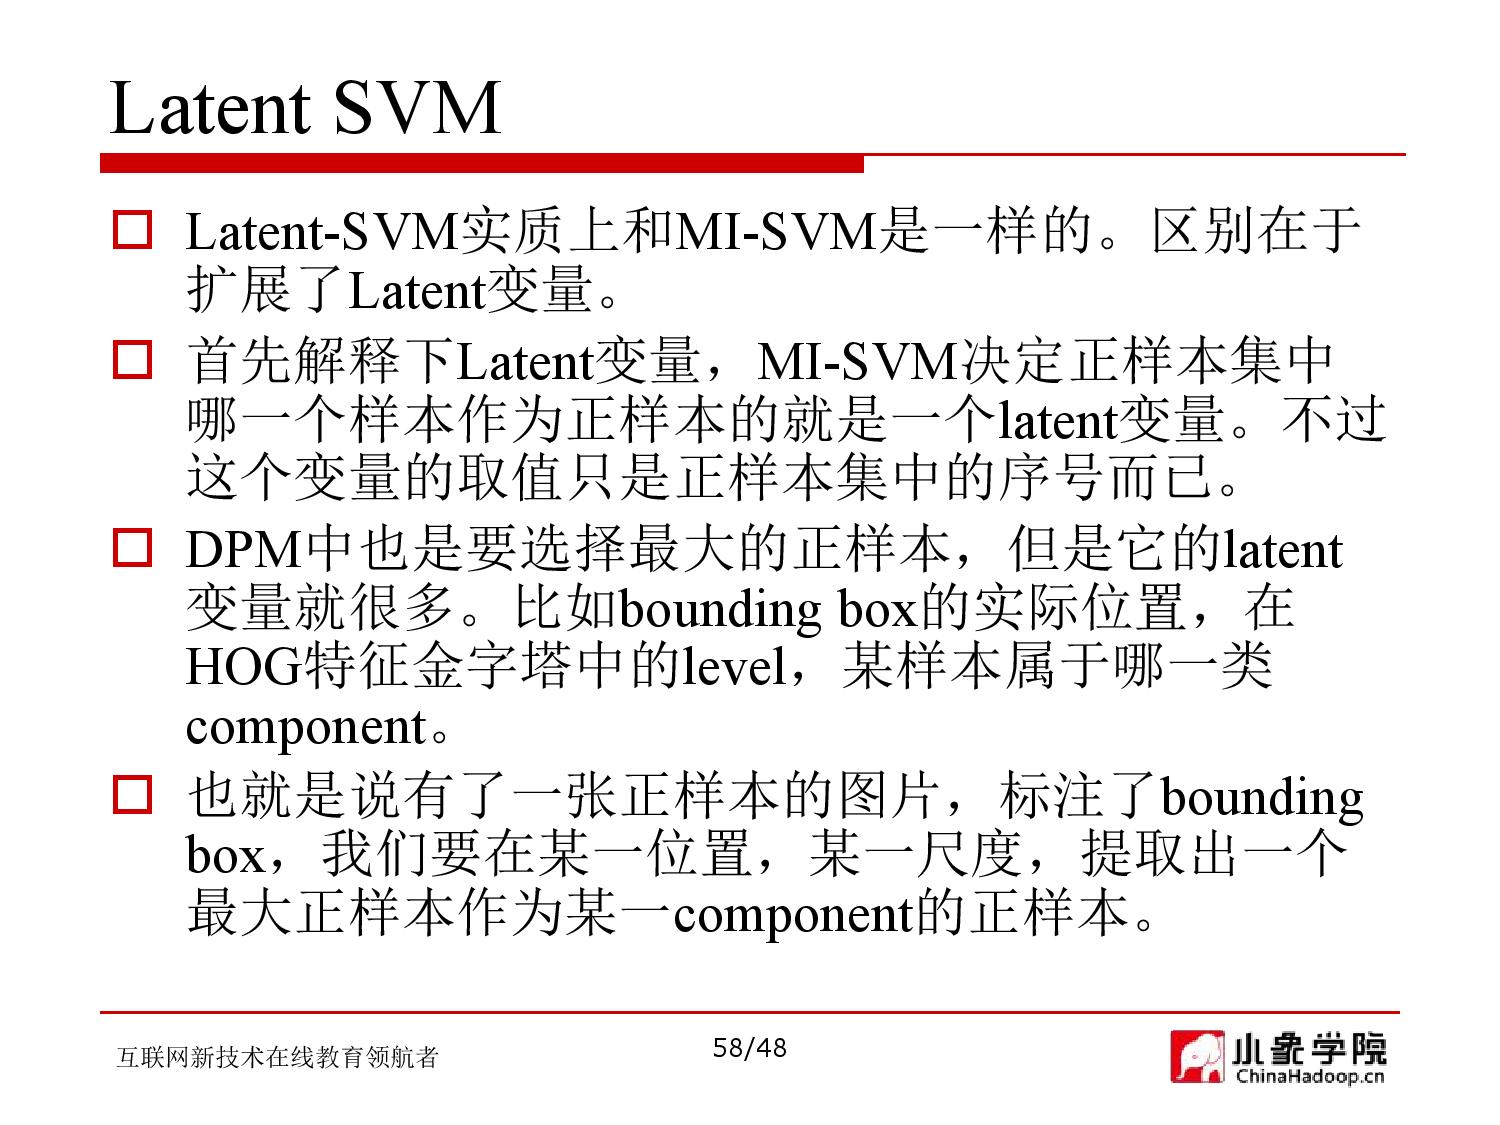 Latent SVM
Latent-SVM实质上和MI-SVM是一样的。区别在于
扩展了Latent变量。
首先解释下Latent变量，MI-SVM决定正样本集中
哪一个样本作为正样本的就是一个latent变量。不过
这个变量的取值只是正样本集中的序号而已。
DPM中也是要选择最大的正样本，但是它的latent
变量就很多。比如bounding box的实际位置，在
HOG特征金字塔中的level，某样本属于哪一类
component。
也就是说有了一张正样本的图片，标注了bounding
box，我们要在某一位置，某一尺度，提取出一个
最大正样本作为某一component的正样本。
互联网新技术在线教育领航者
58/48
小象学院
ChinaHadoop.cn